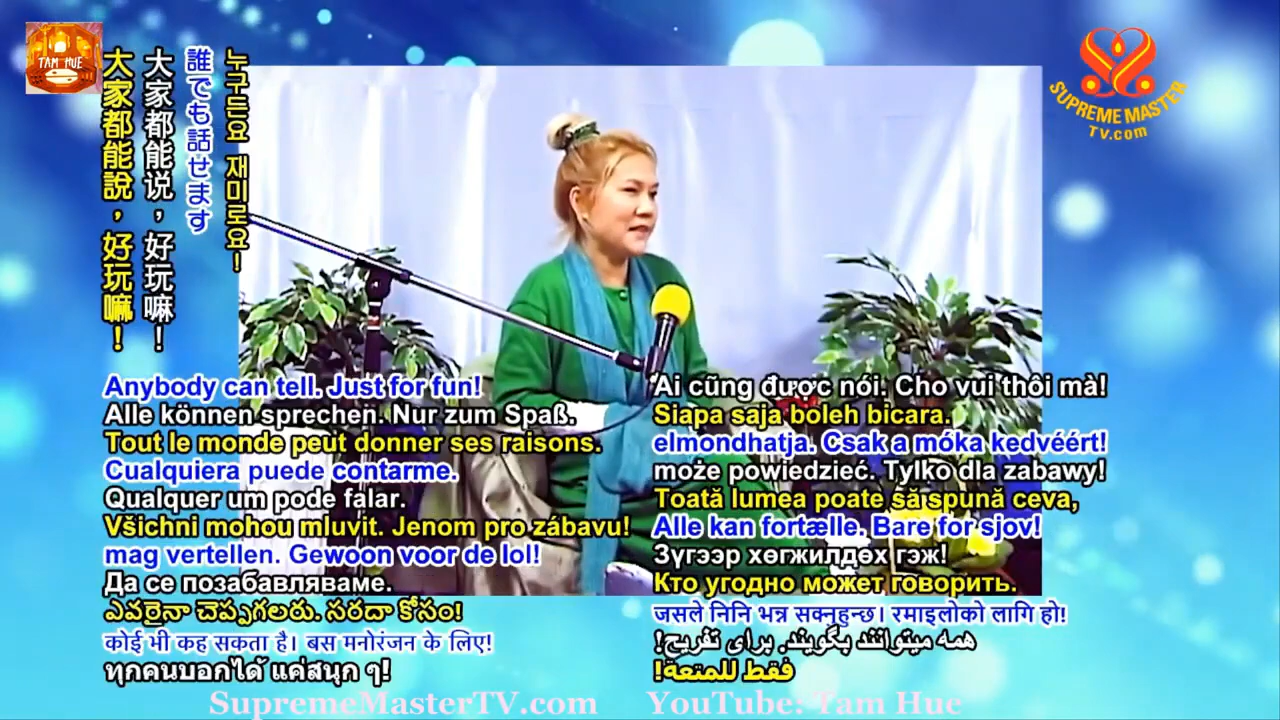 TAM HUE
大家都能說，好玩嘛！
大家都能说，好玩嘛！
誰でも話せます
누구든요 재미로요!
SUPREME MASTER
TV.com
Anybody can tell. Just for fun!
Alle können sprechen. Nur zum Spaß.
Tout le monde peut donner ses raisons.
Cualquiera puede contarme.
Qualquer um pode falar.
Všichni mohou mluvit. Jenom pro zábavu!
mag vertellen. Gewoon voor de lol!
Да се позабавляваме.
ఎవరైనా చెప్పగలరు. సరదా కోసం!
कोई भी कह सकता है। बस मनोरंजन के लिए!
ทุกคนบอกได้ แค่สนุก ๆ!
Ai cũng được nói. Cho vui thôi mà!
Siapa saja boleh bicara.
elmondhatja. Csak a móka kedvéért!
może powiedzieć. Tylko dla zabawy!
Toată lumea poate să spună ceva,
Alle kan fortælle. Bare for sjov!
Зүгээр хөгжилдөх гэж!
Кто угодно может говорить.
जसले निनि भन्न सक्नुहुन्छ। रमाइलोको लागि हो!
همه میتوانند بگویند. برای تفریح!
فقط للمتعة!
SupremeMasterTV.com
YouTube: Tam Hue